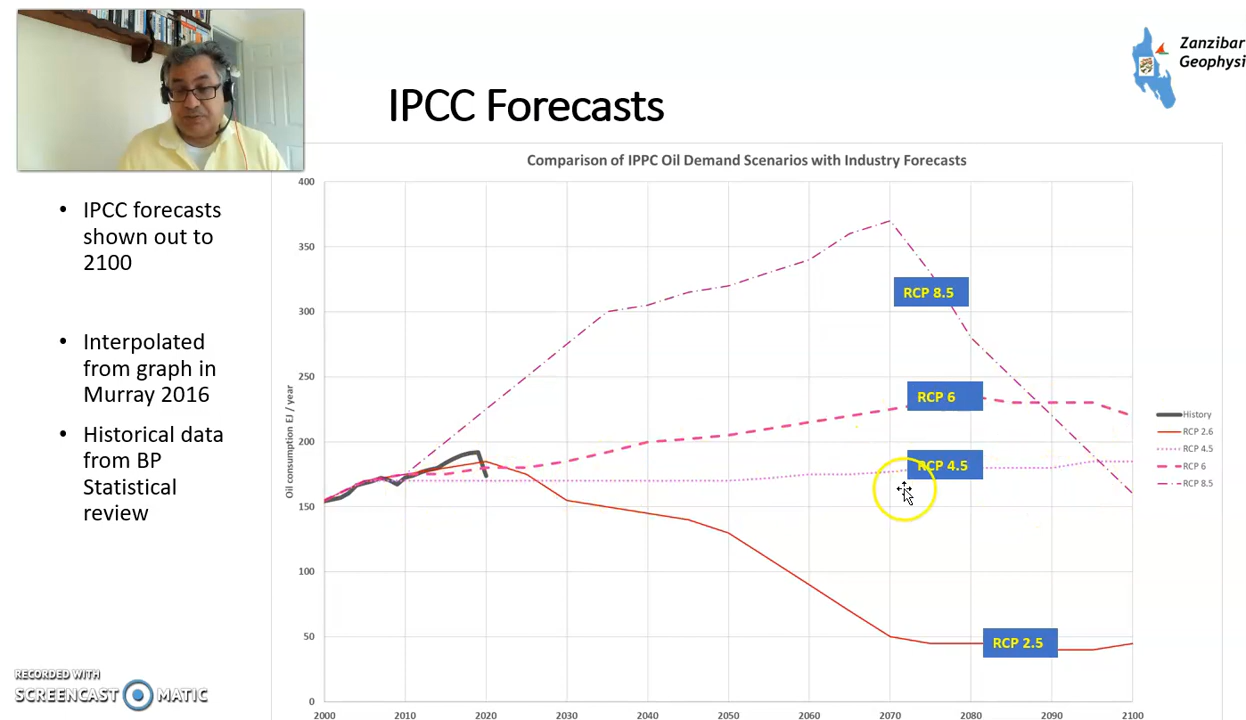 Zanzibar
Geophysi
IPCC Forecasts
• IPCC forecasts
shown out to
2100
• Interpolated
from graph in
Murray 2016
• Historical data
from BP
Statistical
review
Comparison of IPPC Oil Demand Scenarios with Industry Forecasts
Oil consumption EJ / year
400
350
300
250
200
150
100
50
0
2000 2010 2020 2030 2040 2050 2060 2070 2080 2090 2100
RCP 8.5
RCP 6
RCP 4.5
RCP 2.5
History
RCP 2.6
RCP 4.5
RCP 6
RCP 8.5
RECORDED WITH
SCREENCAST MATIC